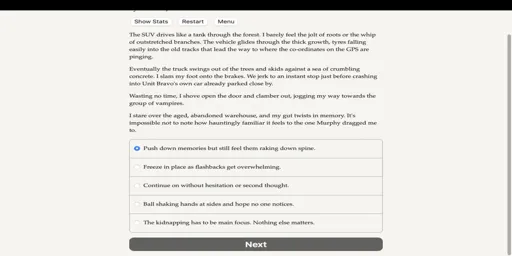 Show Stats Restart Menu
The SUV drives like a tank through the forest. I barely feel the jolt of roots or the whip
of outstretched branches. The vehicle glides through the thick growth, tyres falling
easily into the old tracks that lead the way to where the co-ordinates on the GPS are
pinging.
Eventually the truck swings out of the trees and skids against a sea of crumbling
concrete. I slam my foot onto the brakes. We jerk to an instant stop just before crashing
into Unit Bravo's own car already parked close by.
Wasting no time, I shove open the door and clamber out, jogging my way towards the
group of vampires.
I stare over the aged, abandoned warehouse, and my gut twists in memory. It's
impossible not to note how hauntingly familiar it feels to the one Murphy dragged me
to.
Push down memories but still feel them raking down spine.
Freeze in place as flashbacks get overwhelming.
Continue on without hesitation or second thought.
Ball shaking hands at sides and hope no one notices.
The kidnapping has to be main focus. Nothing else matters.
Next